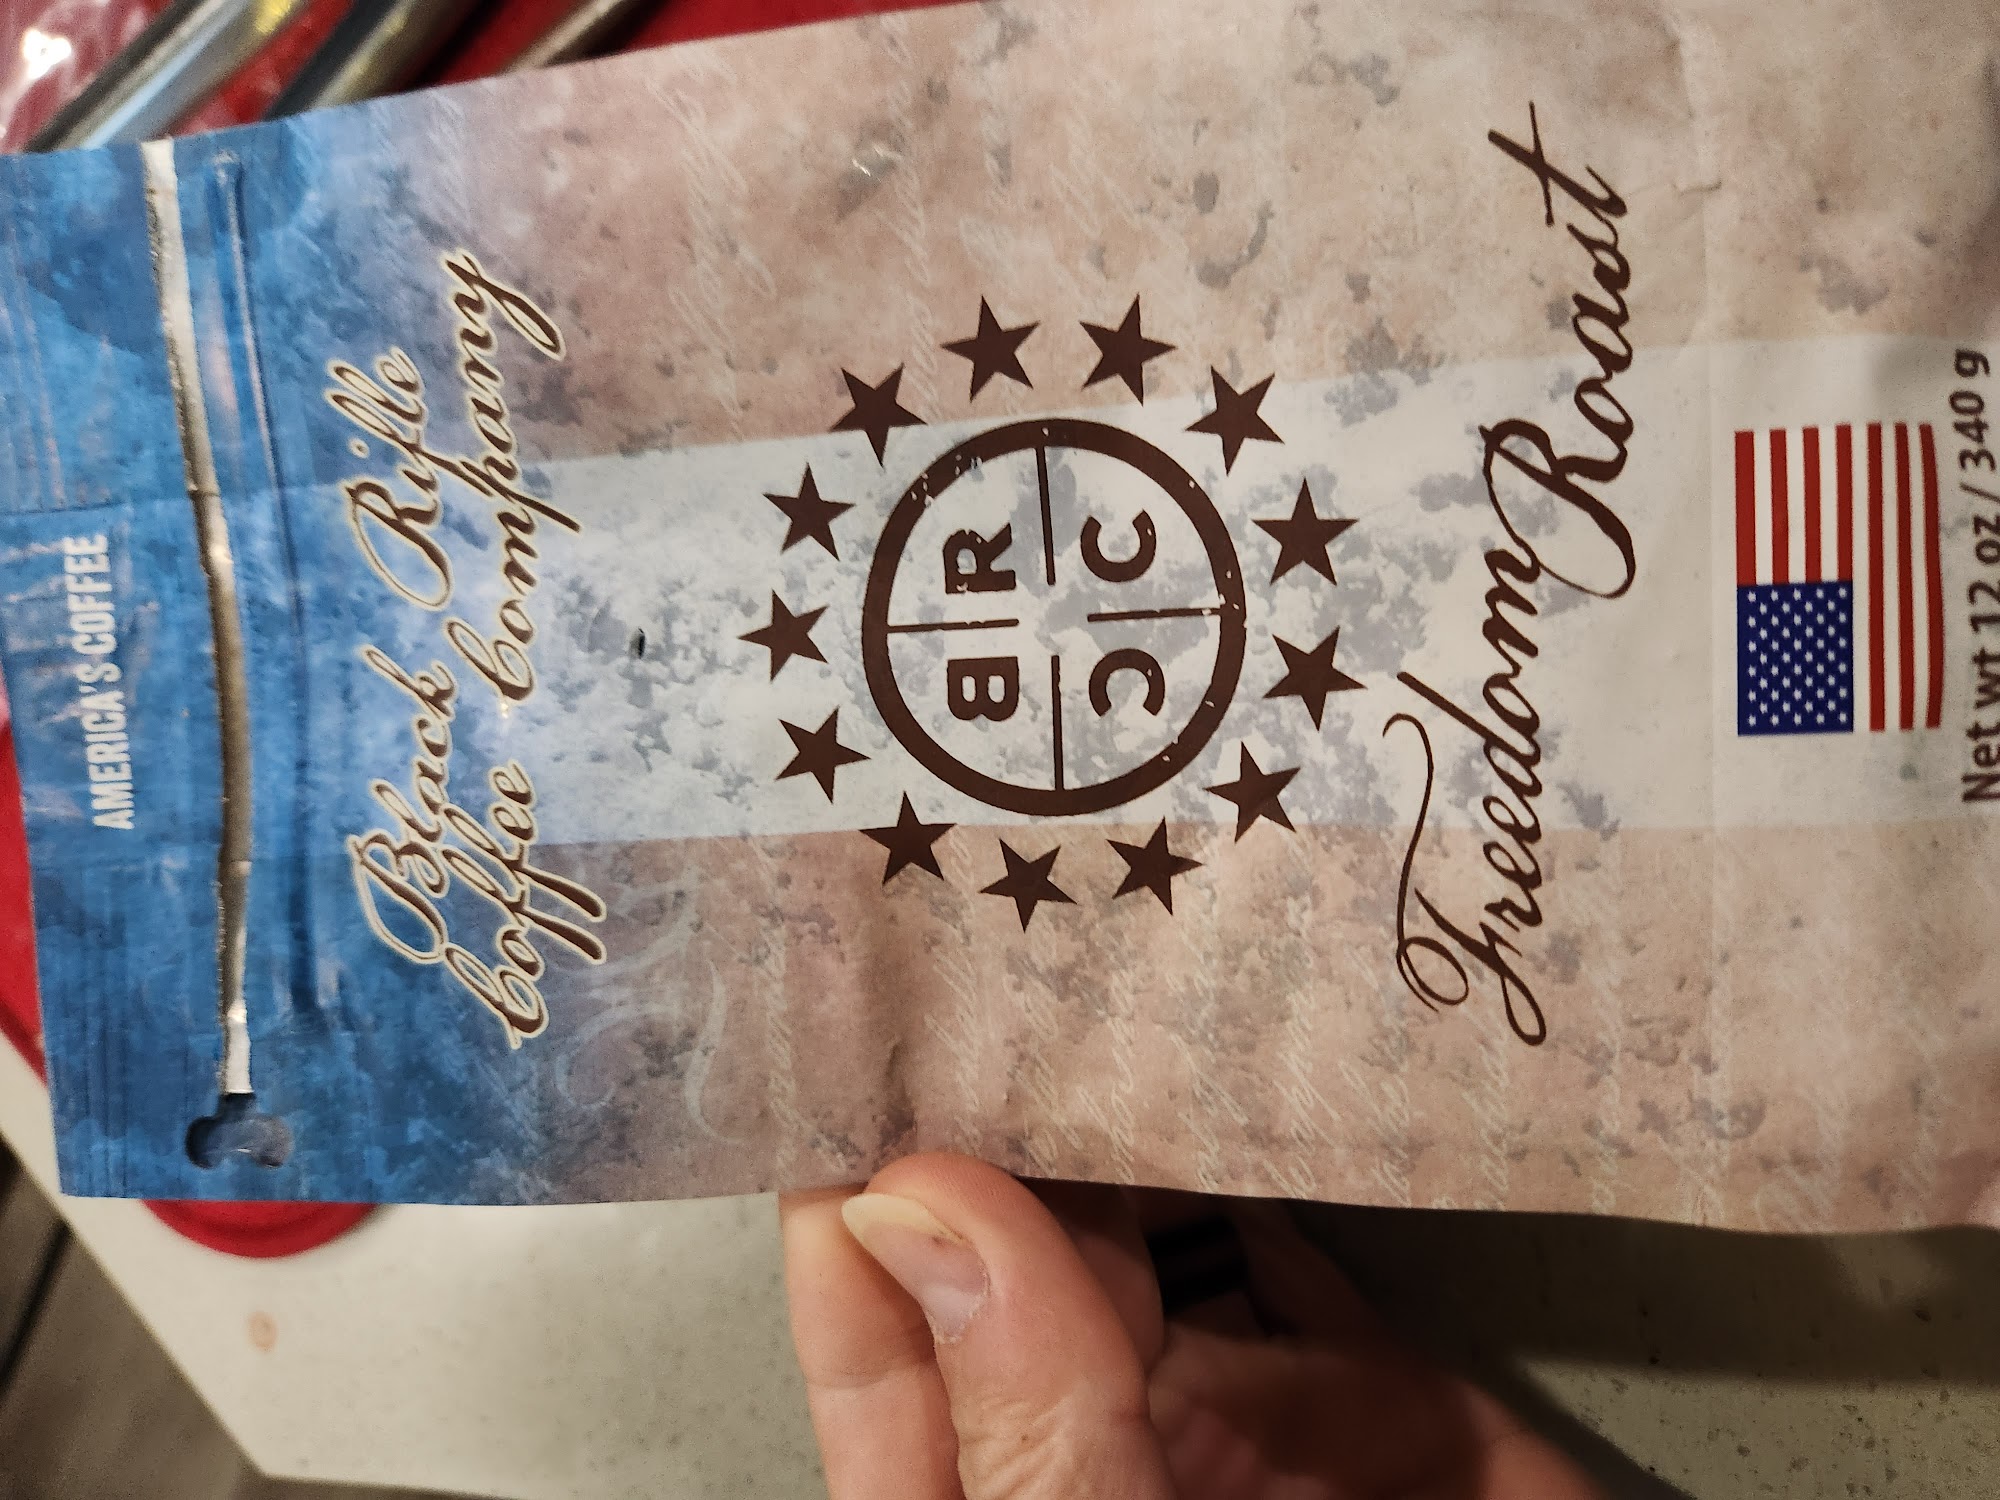 AMERICA'S COFFEE
Black Rifle
Coffee Company
B R
C C
Freedom Roast
Net wt 12 oz / 340 g